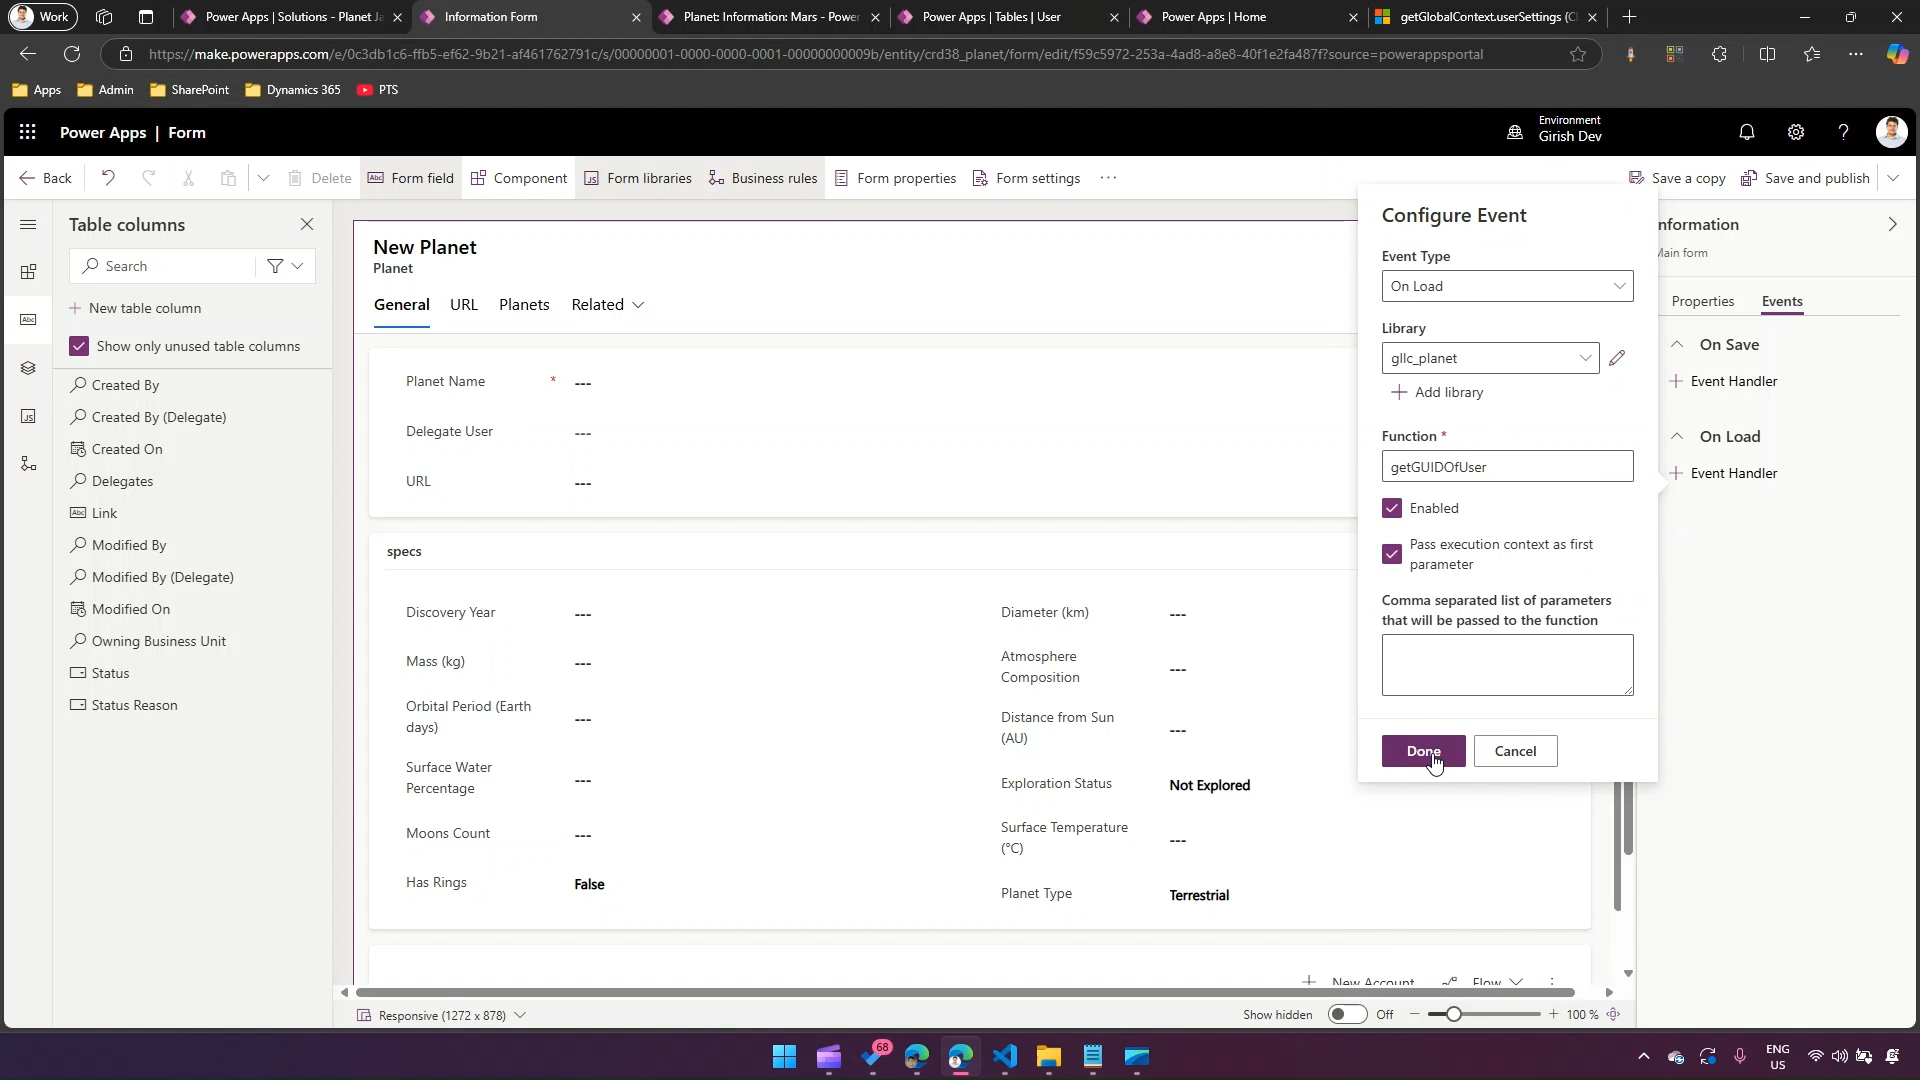 Work
Power Apps | Solutions - Planet Ja
Information Form
Planet: Information: Mars - Power
Power Apps | Tables | User
Power Apps | Home
getGlobalContext.userSettings (Cl
https://make.powerapps.com/e/0c3db1c6-ffb5-ef62-9b21-af461762791c/s/00000001-0000-0000-0001-00000000009b/entity/crd38_planet/form/edit/f59c5972-253a-4ad8-a8e8-40f1e2fa487f?source=powerappsportal
Apps
Admin
SharePoint
Dynamics 365
PTS
Power Apps | Form
Environment
Girish Dev
Back
Delete
Abc Form field
Component
JS Form libraries
Business rules
Form properties
Form settings
...
Save a copy
Save and publish
Table columns
Search
New table column
Show only unused table columns
Created By
Created By (Delegate)
Created On
Delegates
Abc Link
Modified By
Modified By (Delegate)
Modified On
Owning Business Unit
Status
Status Reason
Abc
JS
New Planet
Planet
General
URL
Planets
Related
Planet Name * ---
Delegate User ---
URL ---
specs
Discovery Year ---
Mass (kg) ---
Orbital Period (Earth
days) ---
Surface Water
Percentage ---
Moons Count ---
Has Rings False
Diameter (km) ---
Atmosphere
Composition ---
Distance from Sun
(AU) ---
Exploration Status Not Explored
Surface Temperature
(°C) ---
Planet Type Terrestrial
New Account
Flow
Configure Event
Event Type
On Load
Library
gllc_planet
Add library
Function *
getGUIDOfUser
Enabled
Pass execution context as first
parameter
Comma separated list of parameters
that will be passed to the function
Done
Cancel
nformation
Main form
Properties
Events
On Save
Event Handler
On Load
Event Handler
Responsive (1272 x 878)
Show hidden
Off
100 %
68
ENG
US